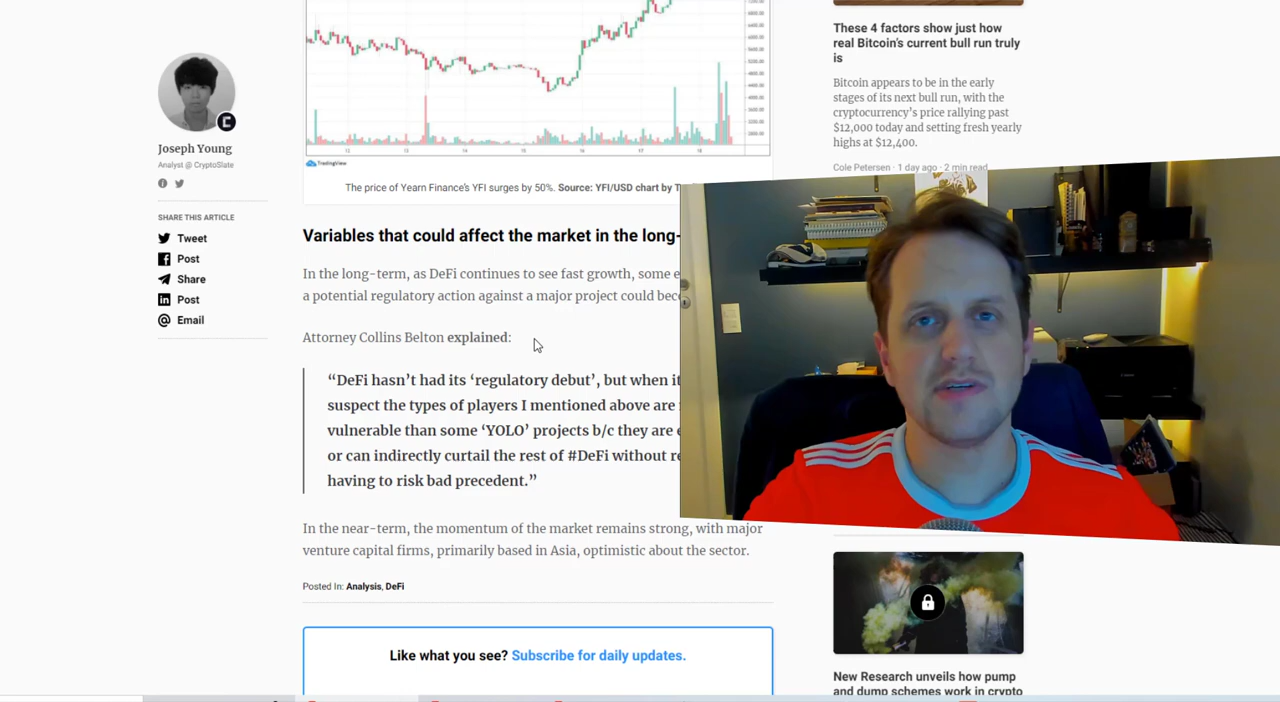 Joseph Young
Analyst @ CryptoSlate
SHARE THIS ARTICLE
Tweet
Post
Share
Post
Email
TradingView
The price of Yearn Finance's YFI surges by 50%. Source: YFI/USD chart by T
Variables that could affect the market in the long-
In the long-term, as DeFi continues to see fast growth, some e
a potential regulatory action against a major project could bec
Attorney Collins Belton explained:
“DeFi hasn’t had its ‘regulatory debut’, but when it
suspect the types of players I mentioned above are
vulnerable than some ‘YOLO’ projects b/c they are e
or can indirectly curtail the rest of #DeFi without re
having to risk bad precedent.”
In the near-term, the momentum of the market remains strong, with major
venture capital firms, primarily based in Asia, optimistic about the sector.
Posted In: Analysis, DeFi
Like what you see? Subscribe for daily updates.
These 4 factors show just how
real Bitcoin’s current bull run truly
is
Bitcoin appears to be in the early
stages of its next bull run, with the
cryptocurrency’s price rallying past
$12,000 today and setting fresh yearly
highs at $12,400.
Cole Petersen · 1 day ago · 2 min read
New Research unveils how pump
and dump schemes work in crypto